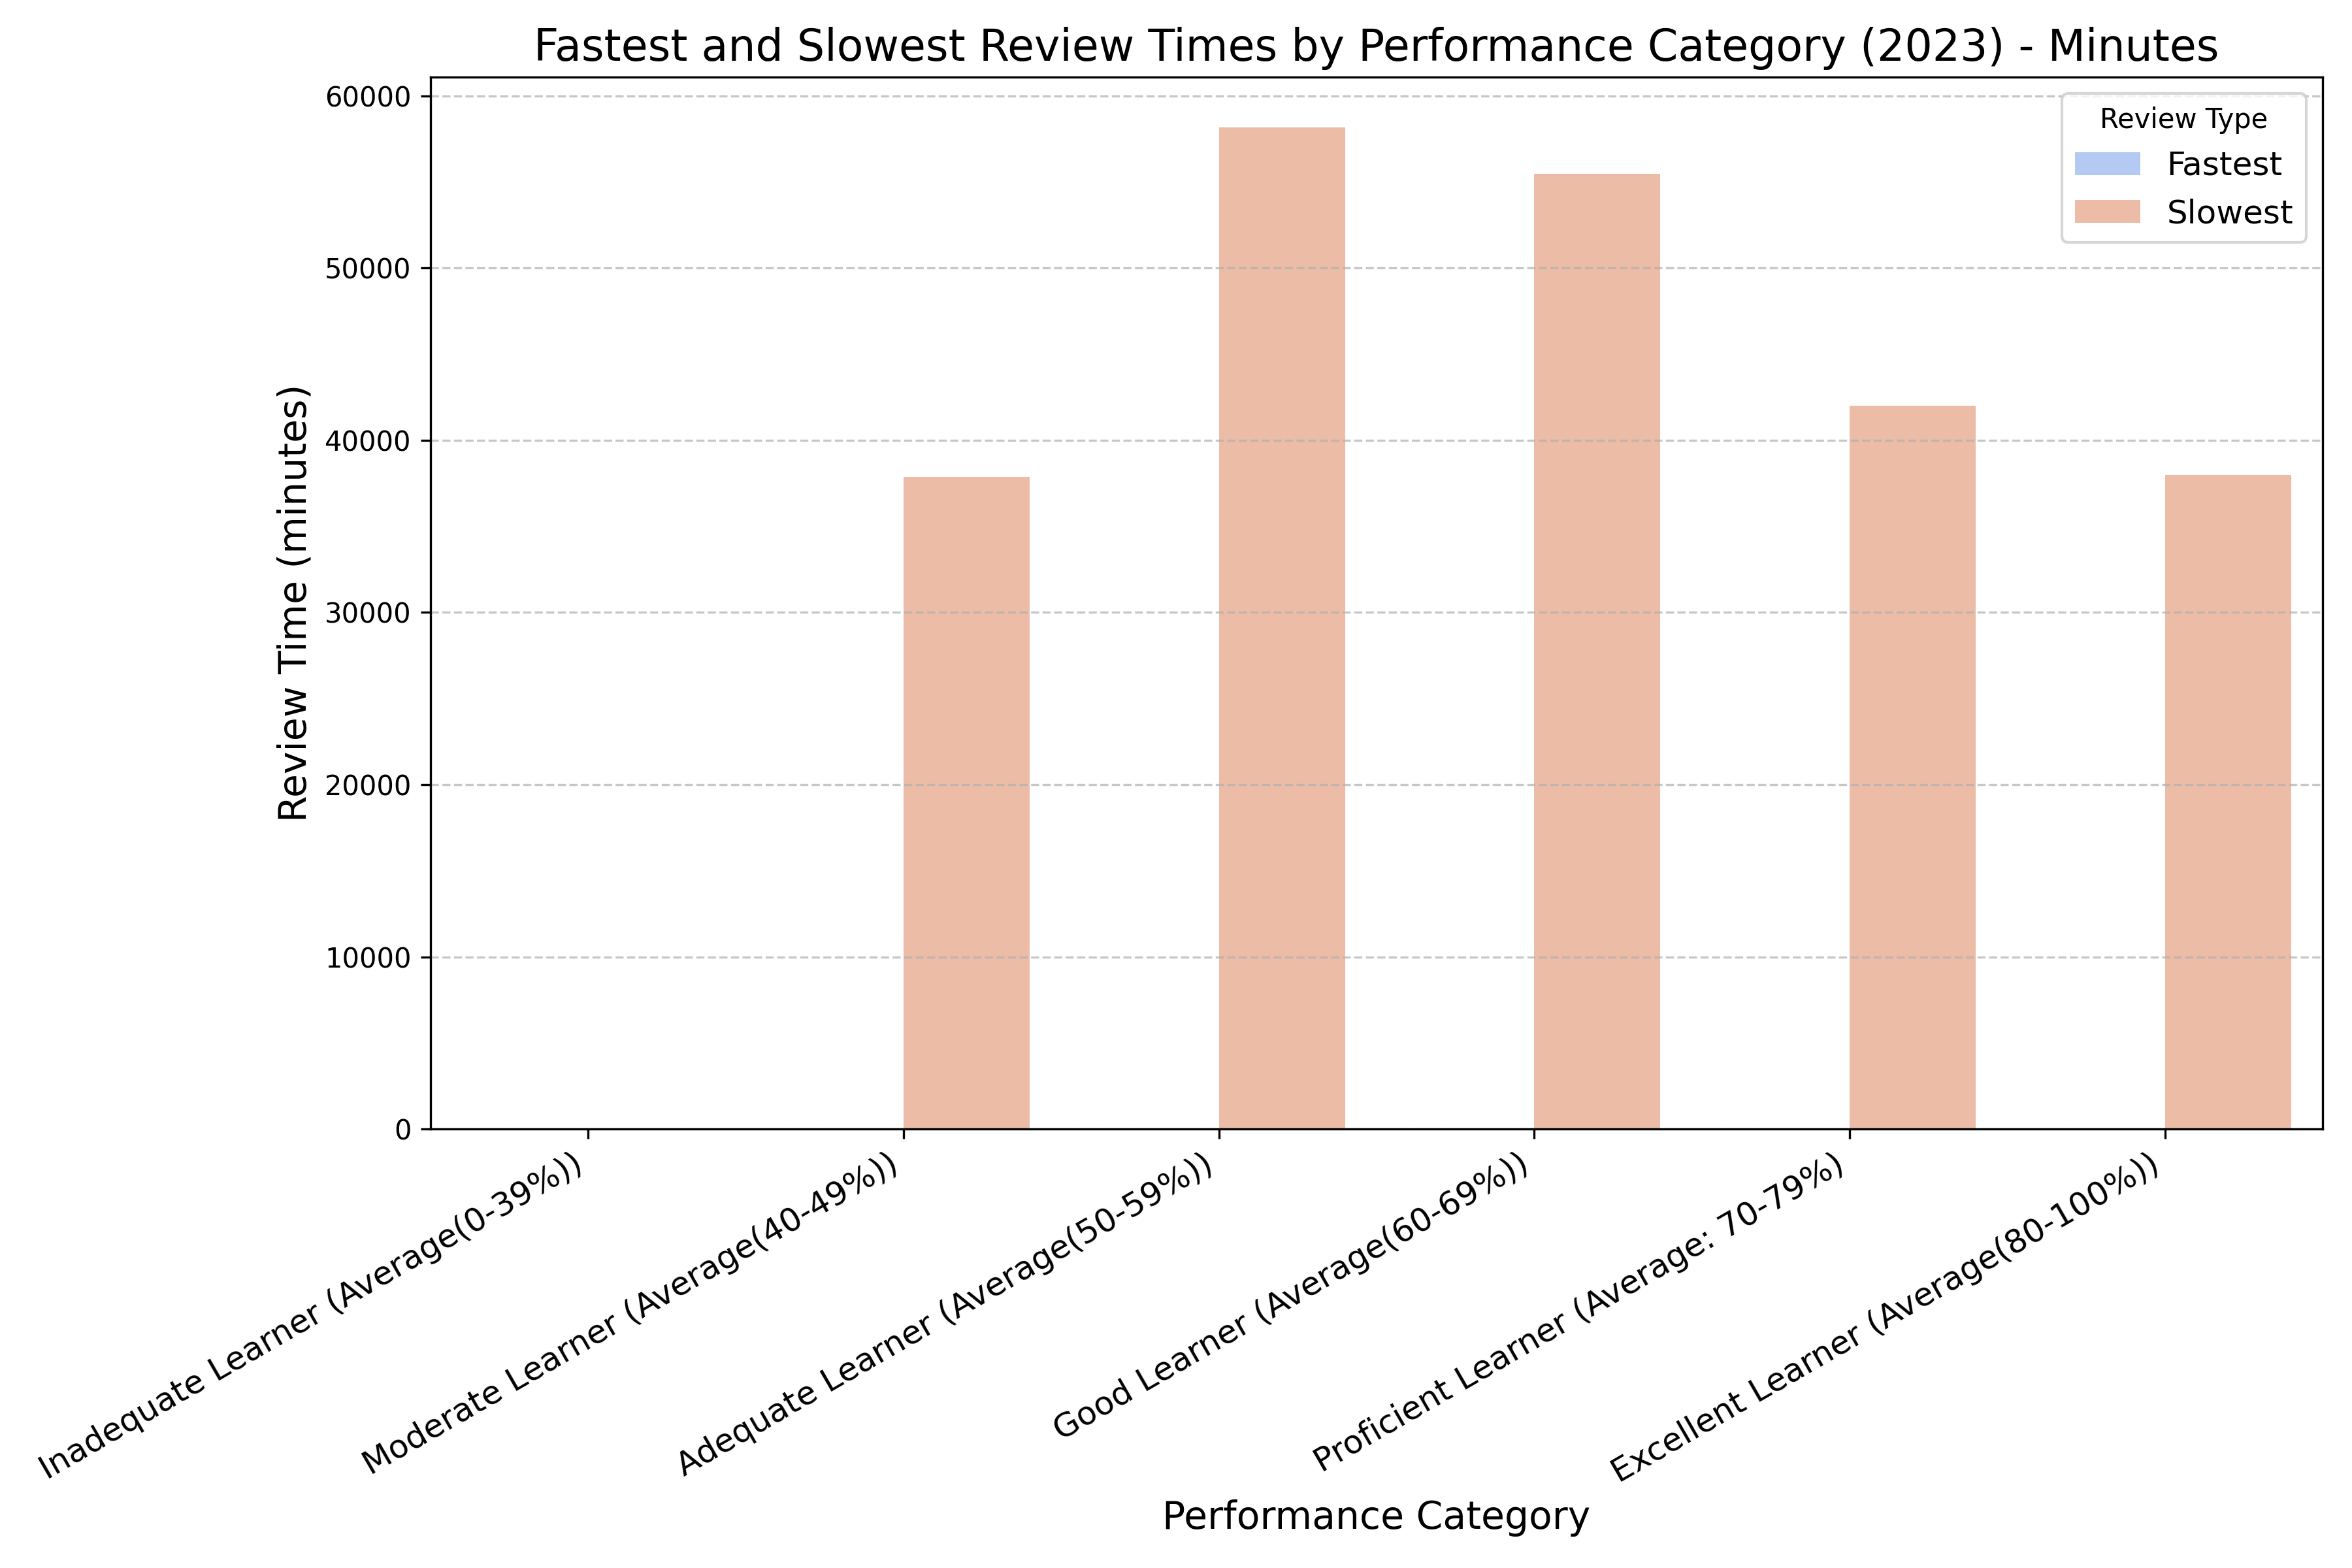 Fastest and Slowest Review Times by Performance Category (2023) - Minutes
Review Type
Fastest
Slowest
Review Time (minutes)
60000
50000
40000
30000
20000
10000
0
Inadequate Learner (Average(0-39%))
Moderate Learner (Average(40-49%))
Adequate Learner (Average(50-59%))
Good Learner (Average(60-69%))
Proficient Learner (Average: 70-79%)
Excellent Learner (Average(80-100%))
Performance Category